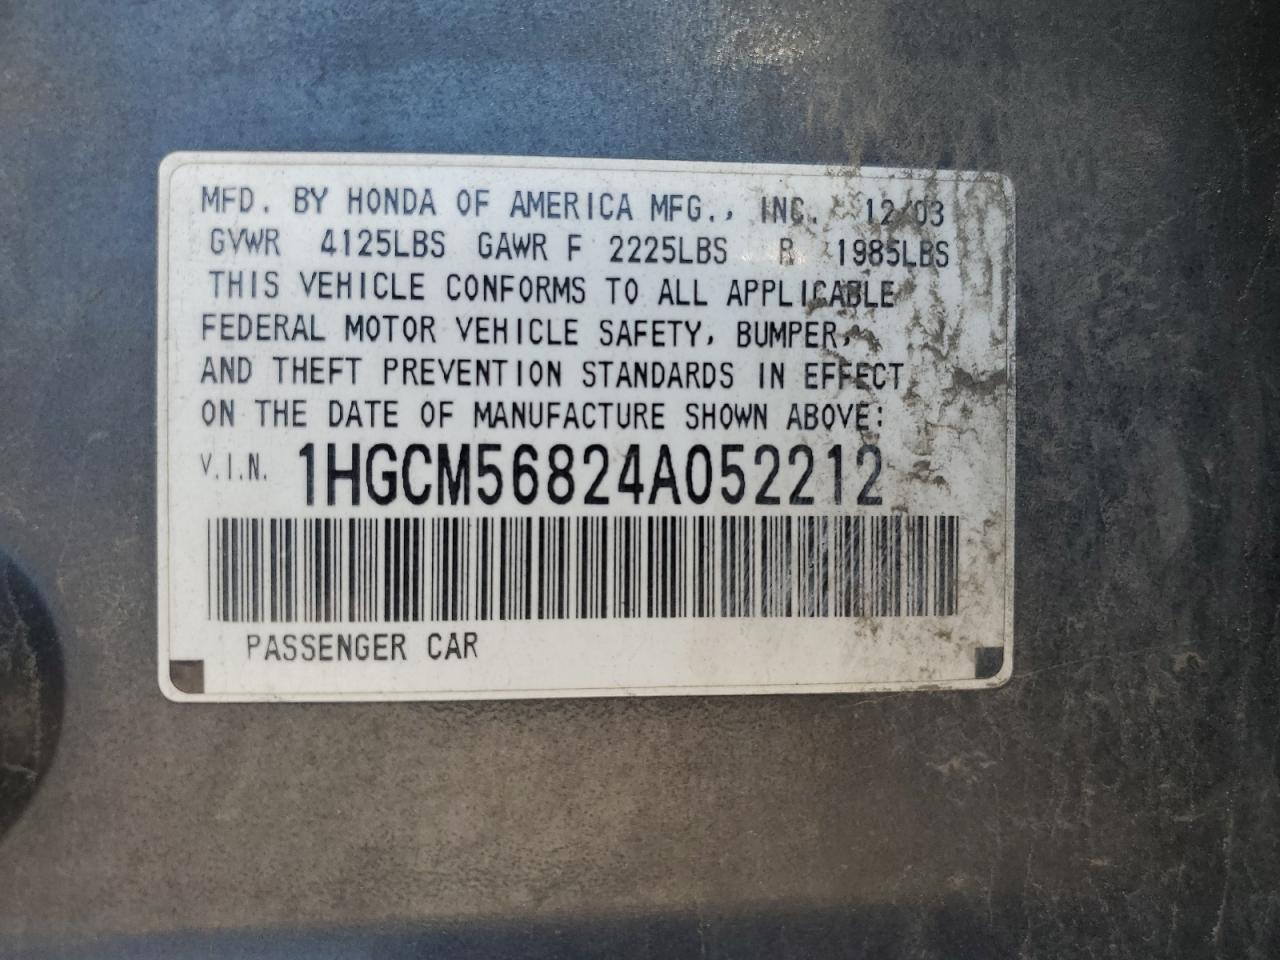 MFD. BY HONDA OF AMERICA MFG., INC. 12/03
GVWR 4125LBS GAWR F 2225LBS R 1985LBS
THIS VEHICLE CONFORMS TO ALL APPLICABLE
FEDERAL MOTOR VEHICLE SAFETY, BUMPER,
AND THEFT PREVENTION STANDARDS IN EFFECT
ON THE DATE OF MANUFACTURE SHOWN ABOVE:
V.I.N. 1HGCM56824A052212
PASSENGER CAR